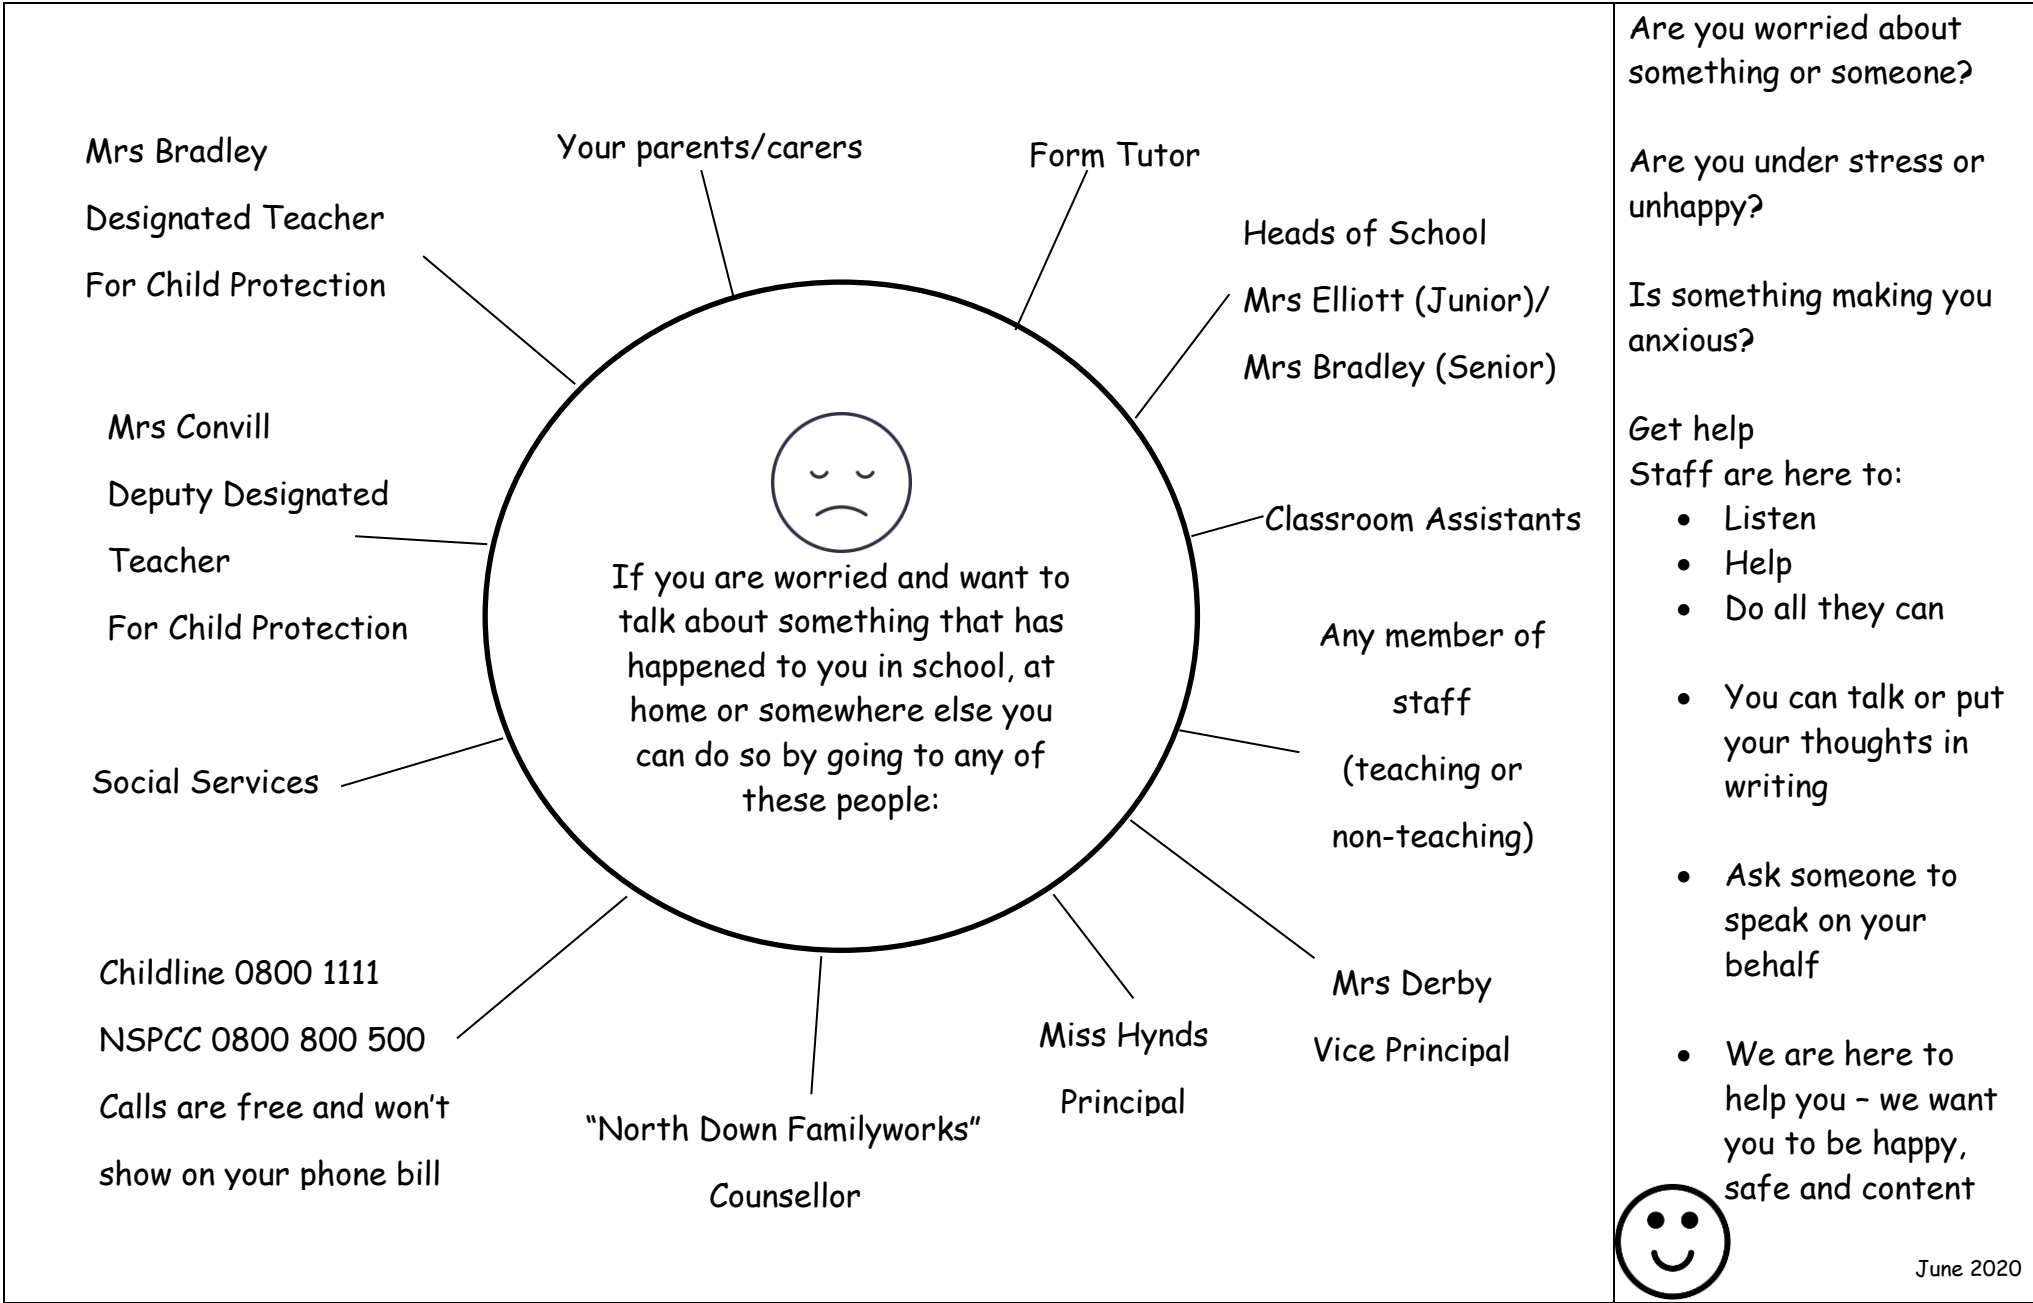 Mrs Bradley
Designated Teacher
For Child Protection
Your parents/carers
Form Tutor
Heads of School
Mrs Elliott (Junior)/
Mrs Bradley (Senior)
Mrs Convill
Deputy Designated
Teacher
For Child Protection
Classroom Assistants
If you are worried and want to
talk about something that has
happened to you in school, at
home or somewhere else you
can do so by going to any of
these people:
Any member of
staff
(teaching or
non-teaching)
Social Services
Childline 0800 1111
NSPCC 0800 800 500
Calls are free and won’t
show on your phone bill
“North Down Familyworks”
Counsellor
Miss Hynds
Principal
Mrs Derby
Vice Principal
Are you worried about
something or someone?
Are you under stress or
unhappy?
Is something making you
anxious?
Get help
Staff are here to:
• Listen
• Help
• Do all they can
• You can talk or put
your thoughts in
writing
• Ask someone to
speak on your
behalf
• We are here to
help you – we want
you to be happy,
safe and content
June 2020